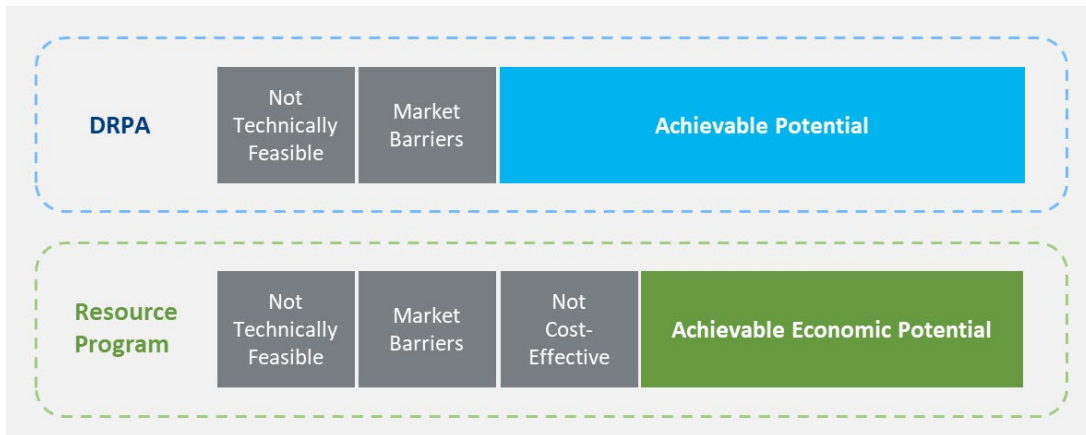 DRPA
Not
Technically
Feasible
Market
Barriers
Achievable Potential
Resource
Program
Not
Technically
Feasible
Market
Barriers
Not
Cost-
Effective
Achievable Economic Potential